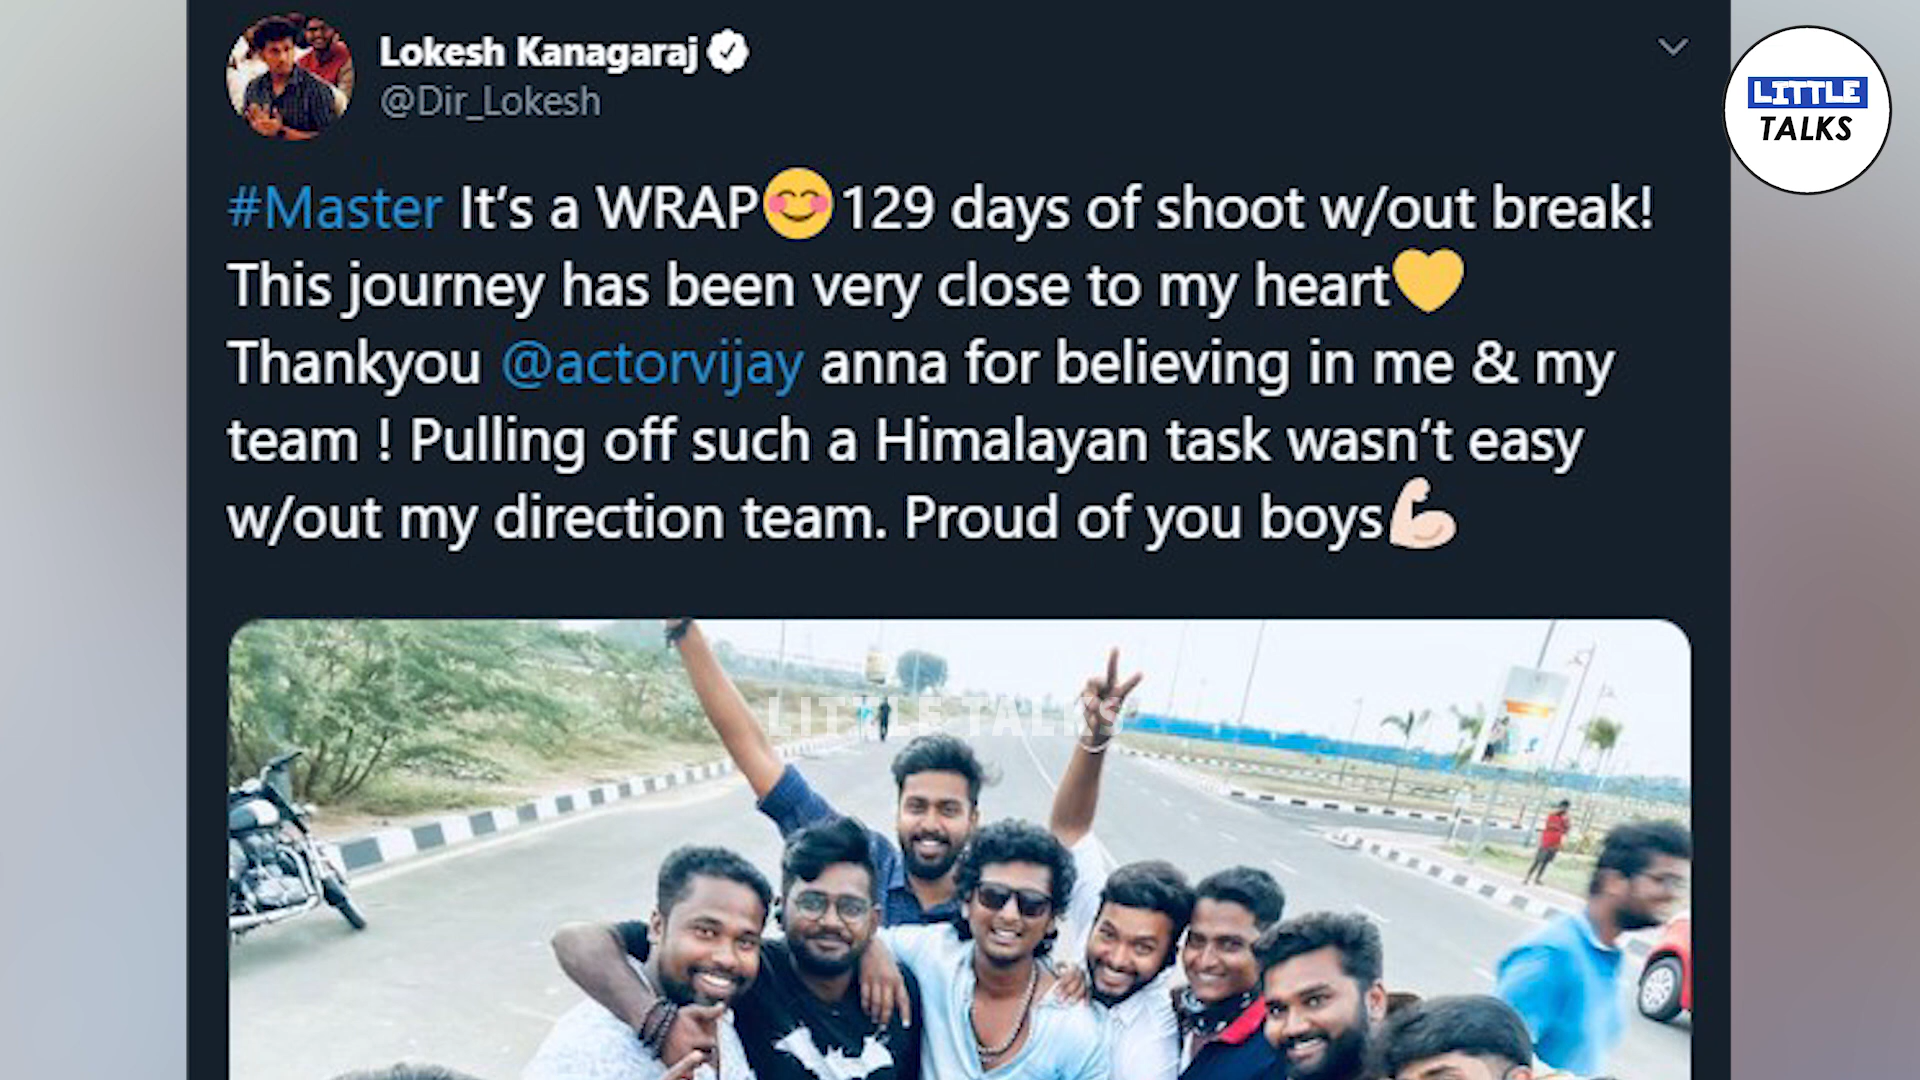 Lokesh Kanagaraj
@Dir_Lokesh
LITTLE
TALKS
#Master It's a WRAP😊129 days of shoot w/out break!
This journey has been very close to my heart💛
Thankyou @actorvijay anna for believing in me & my
team ! Pulling off such a Himalayan task wasn't easy
w/out my direction team. Proud of you boys💪🏻
LITTLE TALKS